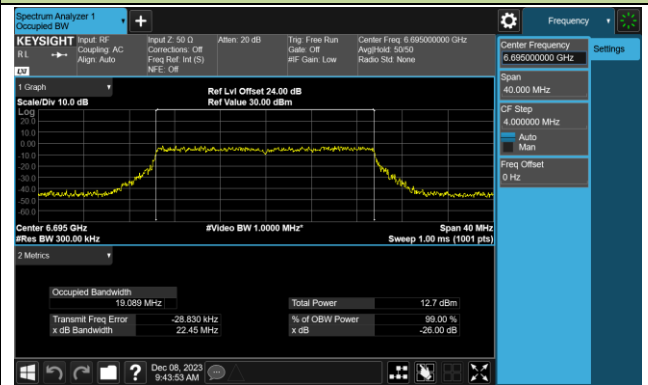 Spectrum Analyzer 1
Occupied BW
Frequency
KEYSIGHT
Input: RF
Coupling: AC
Align: Auto
Input Z: 50 Ω
Corrections: Off
Freq Ref: Int (S)
NFE: Off
Atten: 20 dB
Trig: Free Run
Gate: Off
#IF Gain: Low
Center Freq: 6.695000000 GHz
Avg|Hold: 50/50
Radio Std: None
RL
LXI
Center Frequency
6.695000000 GHz
Settings
Span
40.000 MHz
CF Step
4.000000 MHz
Auto
Man
Freq Offset
0 Hz
1 Graph
Scale/Div 10.0 dB
Ref Lvl Offset 24.00 dB
Ref Value 30.00 dBm
Log
20.0
10.0
0.00
-10.0
-20.0
-30.0
-40.0
-50.0
-60.0
Center 6.695 GHz
#Res BW 300.00 kHz
#Video BW 1.0000 MHz*
Span 40 MHz
Sweep 1.00 ms (1001 pts)
2 Metrics
Occupied Bandwidth
19.089 MHz
Total Power 12.7 dBm
Transmit Freq Error -28.830 kHz
% of OBW Power 99.00 %
x dB Bandwidth 22.45 MHz
x dB -26.00 dB
?
Dec 08, 2023
9:43:53 AM